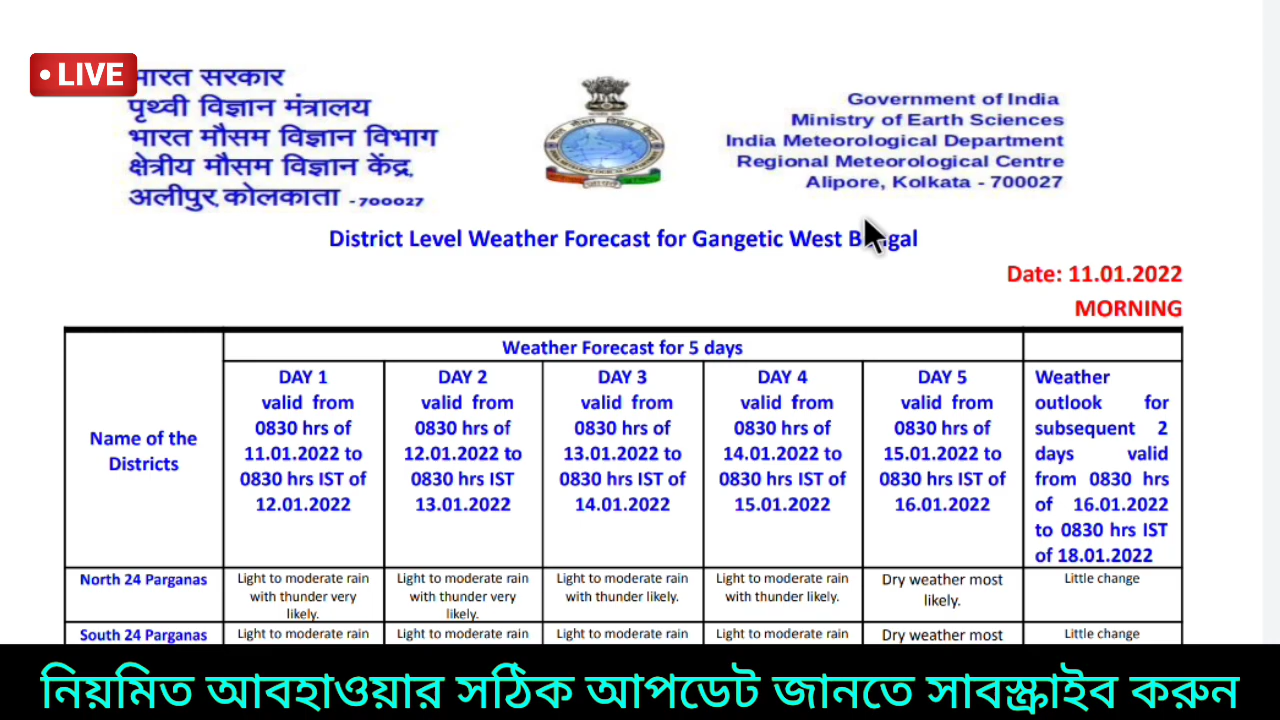 • LIVE
भारत सरकार
पृथ्वी विज्ञान मंत्रालय
भारत मौसम विज्ञान विभाग
क्षेत्रीय मौसम विज्ञान केंद्र,
अलीपुर, कोलकाता - 700027
Government of India
Ministry of Earth Sciences
India Meteorological Department
Regional Meteorological Centre
Alipore, Kolkata - 700027
District Level Weather Forecast for Gangetic West Bengal
Date: 11.01.2022
MORNING
Name of the
Districts
Weather Forecast for 5 days
DAY 1
valid from
0830 hrs of
11.01.2022 to
0830 hrs IST of
12.01.2022
DAY 2
valid from
0830 hrs of
12.01.2022 to
0830 hrs IST
13.01.2022
DAY 3
valid from
0830 hrs of
13.01.2022 to
0830 hrs IST of
14.01.2022
DAY 4
valid from
0830 hrs of
14.01.2022 to
0830 hrs IST of
15.01.2022
DAY 5
valid from
0830 hrs of
15.01.2022 to
0830 hrs IST of
16.01.2022
Weather
outlook for
subsequent 2
days valid
from 0830 hrs
of 16.01.2022
to 0830 hrs IST
of 18.01.2022
North 24 Parganas
Light to moderate rain
with thunder very
likely.
Light to moderate rain
with thunder very
likely.
Light to moderate rain
with thunder likely.
Light to moderate rain
with thunder likely.
Dry weather most
likely.
Little change
South 24 Parganas
Light to moderate rain
Light to moderate rain
Light to moderate rain
Light to moderate rain
Dry weather most
Little change
নিয়মিত আবহাওয়ার সঠিক আপডেট জানতে সাবস্ক্রাইব করুন